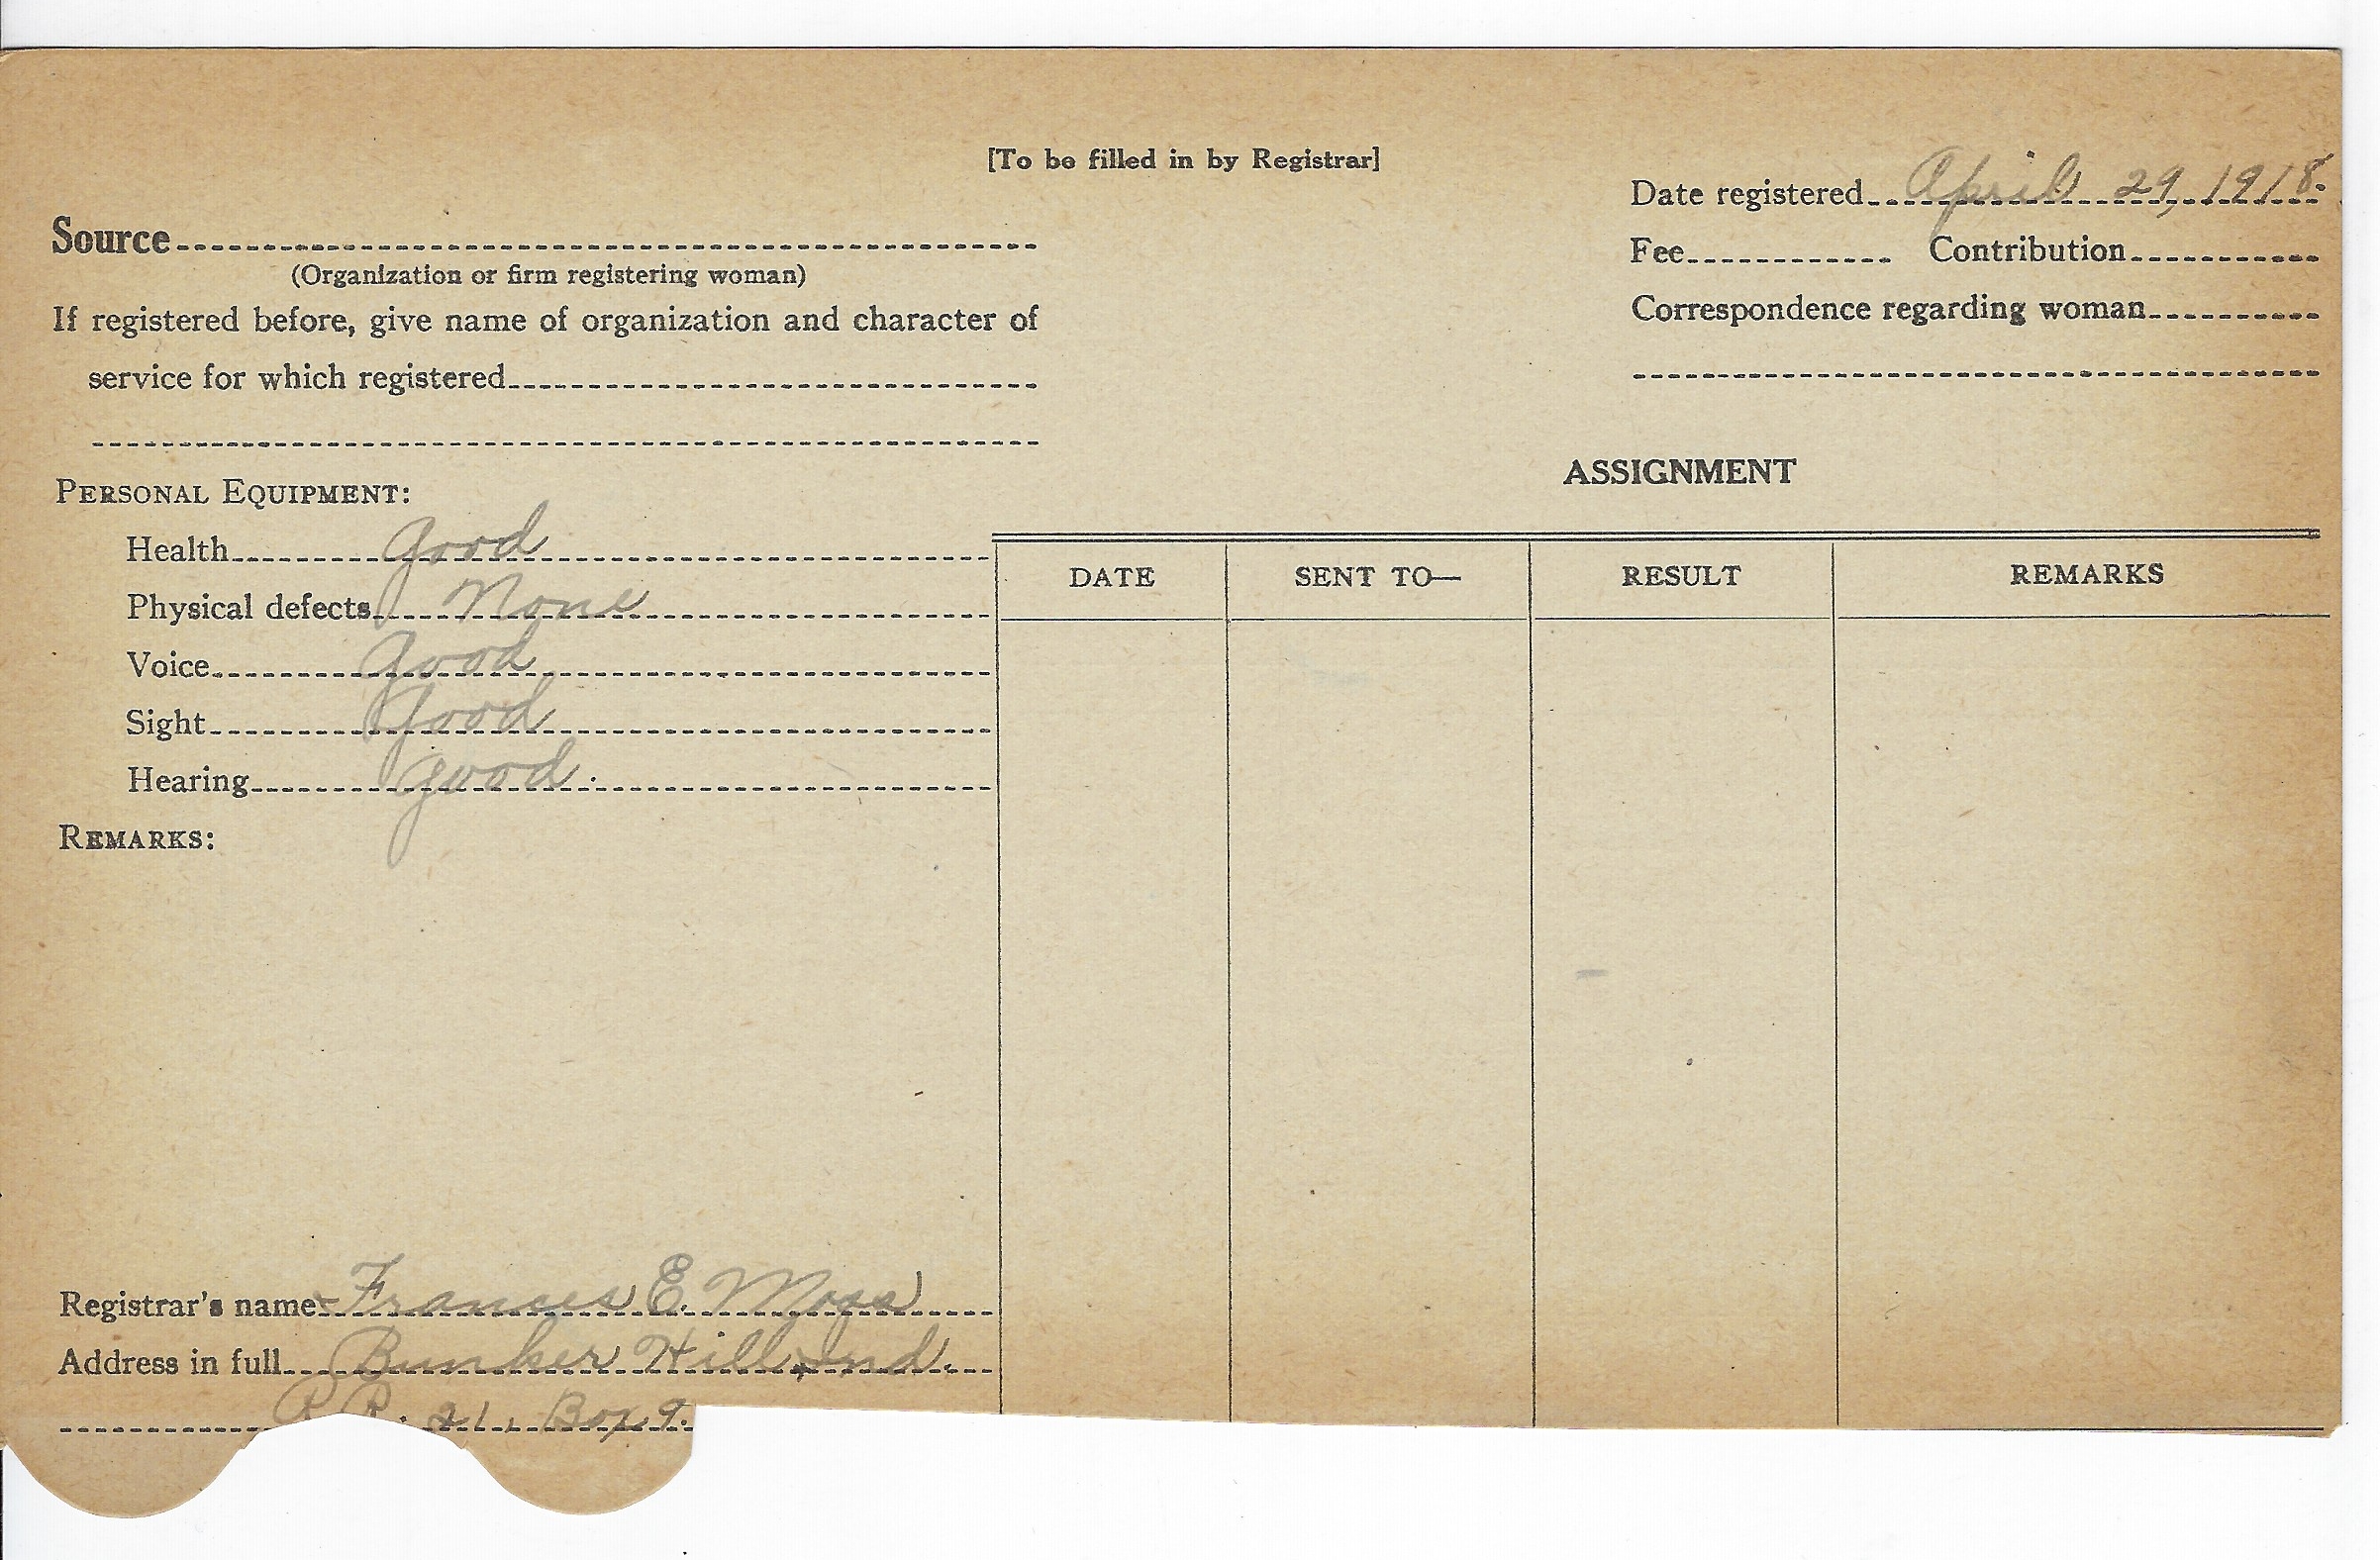 [To be filled in by Registrar]
Date registered April 29, 1918.
Source
(Organization or firm registering woman)
Fee Contribution
If registered before, give name of organization and character of
service for which registered
Correspondence regarding woman
PERSONAL EQUIPMENT:
Health Good
Physical defects None
Voice Good
Sight Good
Hearing good.
REMARKS:
ASSIGNMENT
DATE SENT TO— RESULT REMARKS
Registrar's name Frances E. Moss
Address in full Bunker Hill, Ind.
R.R. 21, Box 9.